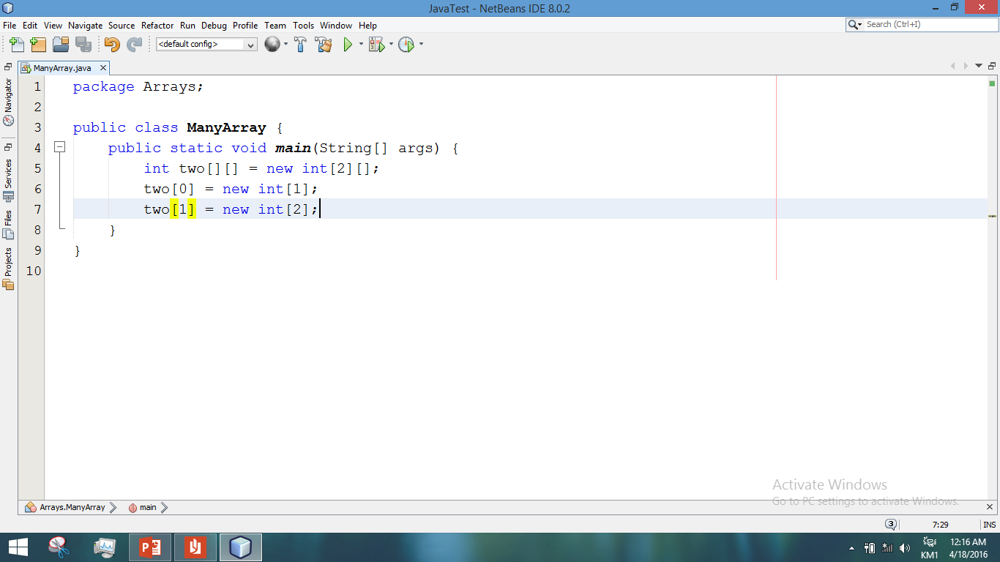 JavaTest - NetBeans IDE 8.0.2
File Edit View Navigate Source Refactor Run Debug Profile Team Tools Window Help
Search (Ctrl+I)
<default config>
ManyArray.java
Navigator
Services
Files
Projects
1 package Arrays;
2
3 public class ManyArray {
4 public static void main(String[] args) {
5 int two[][] = new int[2][];
6 two[0] = new int[1];
7 two[1] = new int[2];
8 }
9 }
10
Activate Windows
Go to PC settings to activate Windows.
Arrays.ManyArray main
3 7:29 INS
12:16 AM
KM1 4/18/2016